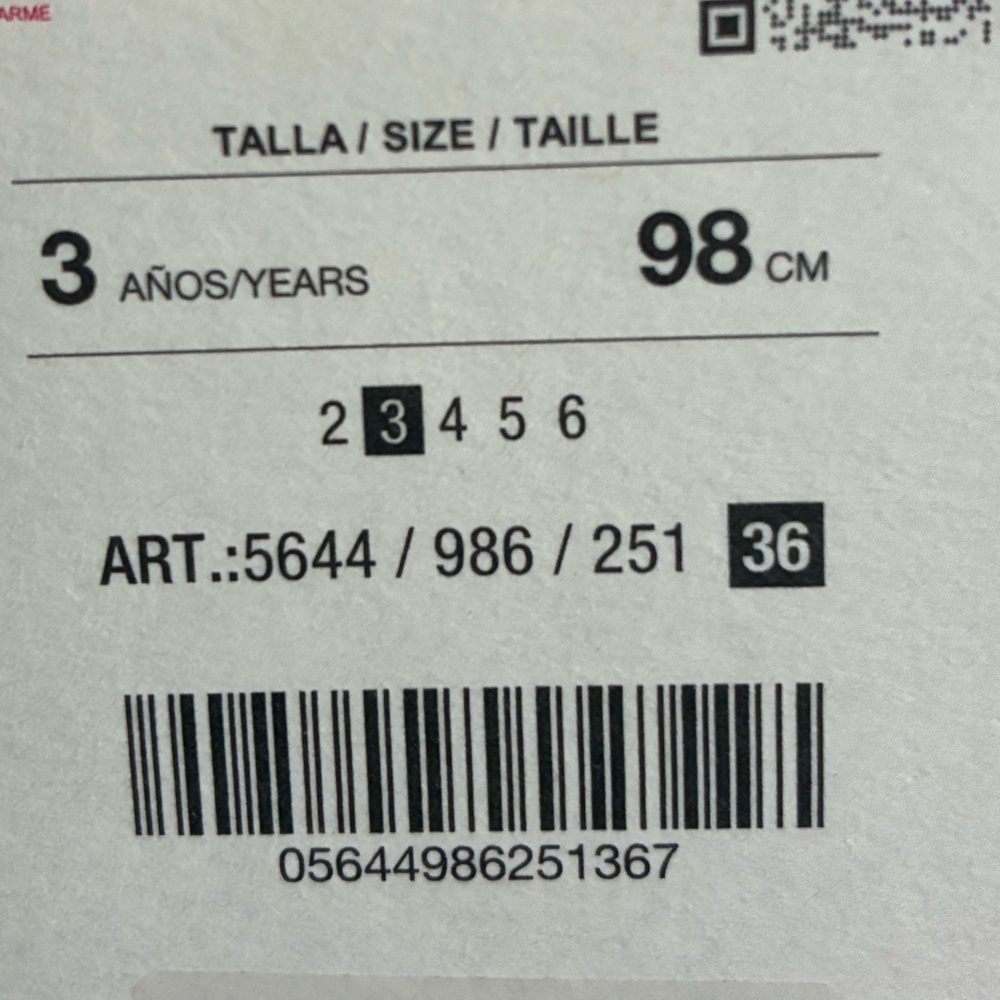 ARME
TALLA / SIZE / TAILLE
3 AÑOS/YEARS 98 CM
2 3 4 5 6
ART.:5644 / 986 / 251 36
05644986251367